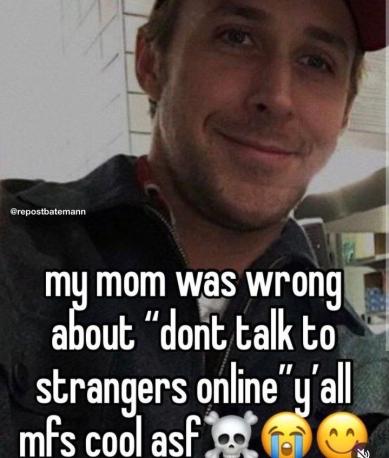 @repostbatemann
my mom was wrong
about “dont talk to
strangers online”y’all
mfs cool asf☠️😭😋